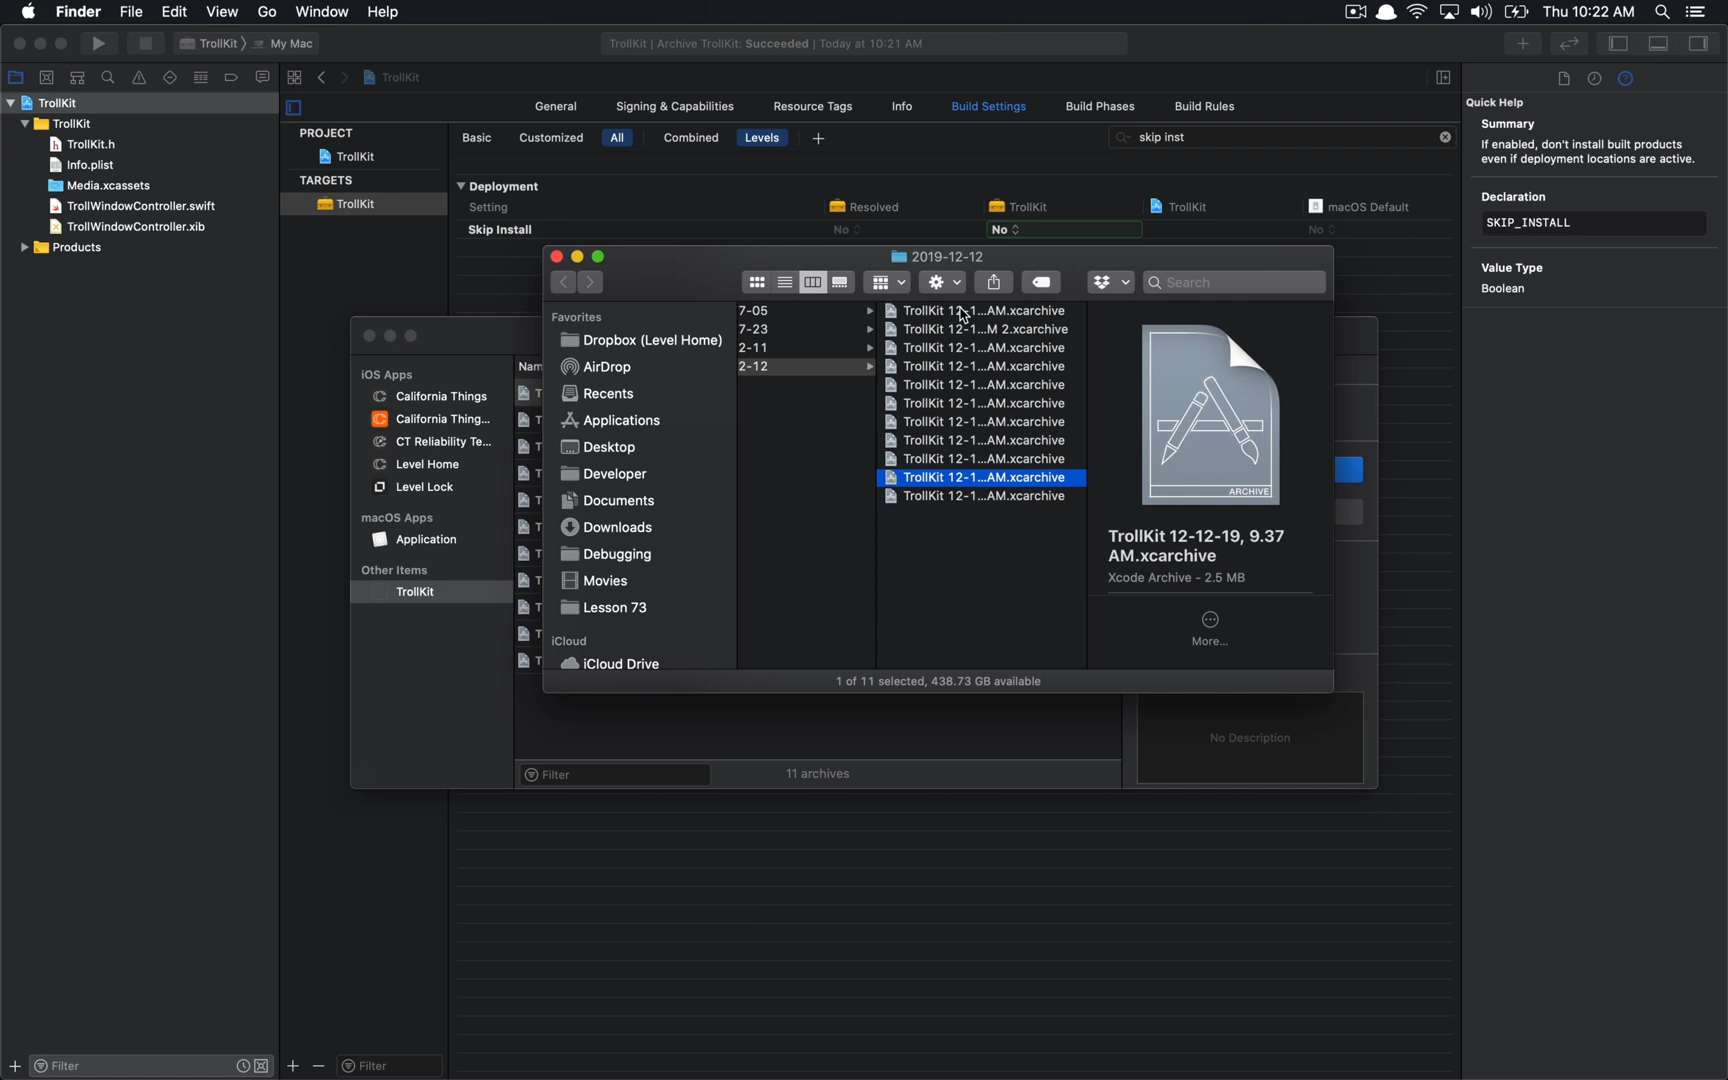 Finder File Edit View Go Window Help Thu 10:22 AM
TrollKit 〉 My Mac TrollKit | Archive TrollKit: Succeeded | Today at 10:21 AM
TrollKit
TrollKit
TrollKit
TrollKit.h
Info.plist
Media.xcassets
TrollWindowController.swift
TrollWindowController.xib
Products
General Signing & Capabilities Resource Tags Info Build Settings Build Phases Build Rules
PROJECT
TrollKit
TARGETS
TrollKit
Basic Customized All Combined Levels skip inst
Deployment
Setting Resolved TrollKit TrollKit macOS Default
Skip Install No No No
Quick Help
Summary
If enabled, don't install built products
even if deployment locations are active.
Declaration
SKIP_INSTALL
Value Type
Boolean
iOS Apps
California Things
California Thing...
CT Reliability Te...
Level Home
Level Lock
macOS Apps
Application
Other Items
TrollKit
Nam
T
T
T
T
T
T
T
T
T
T
T
Filter 11 archives
No Description
2019-12-12
Search
Favorites
Dropbox (Level Home)
AirDrop
Recents
Applications
Desktop
Developer
Documents
Downloads
Debugging
Movies
Lesson 73
iCloud
iCloud Drive
7-05
7-23
2-11
2-12
TrollKit 12-1...AM.xcarchive
TrollKit 12-1...M 2.xcarchive
TrollKit 12-1...AM.xcarchive
TrollKit 12-1...AM.xcarchive
TrollKit 12-1...AM.xcarchive
TrollKit 12-1...AM.xcarchive
TrollKit 12-1...AM.xcarchive
TrollKit 12-1...AM.xcarchive
TrollKit 12-1...AM.xcarchive
TrollKit 12-1...AM.xcarchive
TrollKit 12-1...AM.xcarchive
ARCHIVE
TrollKit 12-12-19, 9.37
AM.xcarchive
Xcode Archive - 2.5 MB
More...
1 of 11 selected, 438.73 GB available
Filter Filter